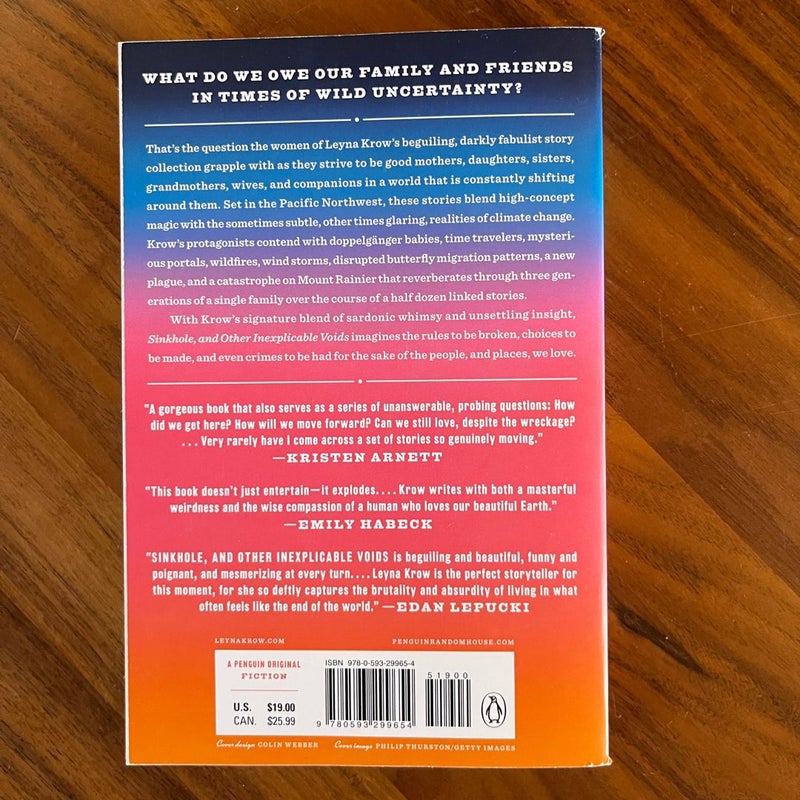 WHAT DO WE OWE OUR FAMILY AND FRIENDS
IN TIMES OF WILD UNCERTAINTY?
That's the question the women of Leyna Krow's beguiling, darkly fabulist story
collection grapple with as they strive to be good mothers, daughters, sisters,
grandmothers, wives, and companions in a world that is constantly shifting
around them. Set in the Pacific Northwest, these stories blend high-concept
magic with the sometimes subtle, other times glaring, realities of climate change.
Krow's protagonists contend with doppelgänger babies, time travelers, mysteri-
ous portals, wildfires, wind storms, disrupted butterfly migration patterns, a new
plague, and a catastrophe on Mount Rainier that reverberates through three gen-
erations of a single family over the course of a half dozen linked stories.
With Krow's signature blend of sardonic whimsy and unsettling insight,
Sinkhole, and Other Inexplicable Voids imagines the rules to be broken, choices to
be made, and even crimes to be had for the sake of the people, and places, we love.
"A gorgeous book that also serves as a series of unanswerable, probing questions: How
did we get here? How will we move forward? Can we still love, despite the wreckage?
. . . Very rarely have I come across a set of stories so genuinely moving."
—KRISTEN ARNETT
"This book doesn't just entertain—it explodes. . . . Krow writes with both a masterful
weirdness and the wise compassion of a human who loves our beautiful Earth."
—EMILY HABECK
"SINKHOLE, AND OTHER INEXPLICABLE VOIDS is beguiling and beautiful, funny and
poignant, and mesmerizing at every turn. . . . Leyna Krow is the perfect storyteller for
this moment, for she so deftly captures the brutality and absurdity of living in what
often feels like the end of the world." —EDAN LEPUCKI
LEYNAKROW.COM PENGUINRANDOMHOUSE.COM
A PENGUIN ORIGINAL
FICTION
U.S. $19.00
CAN. $25.99
ISBN 978-0-593-29965-4
51900
9 780593 299654
Cover design COLIN WEBBER Cover image PHILIP THURSTON/GETTY IMAGES